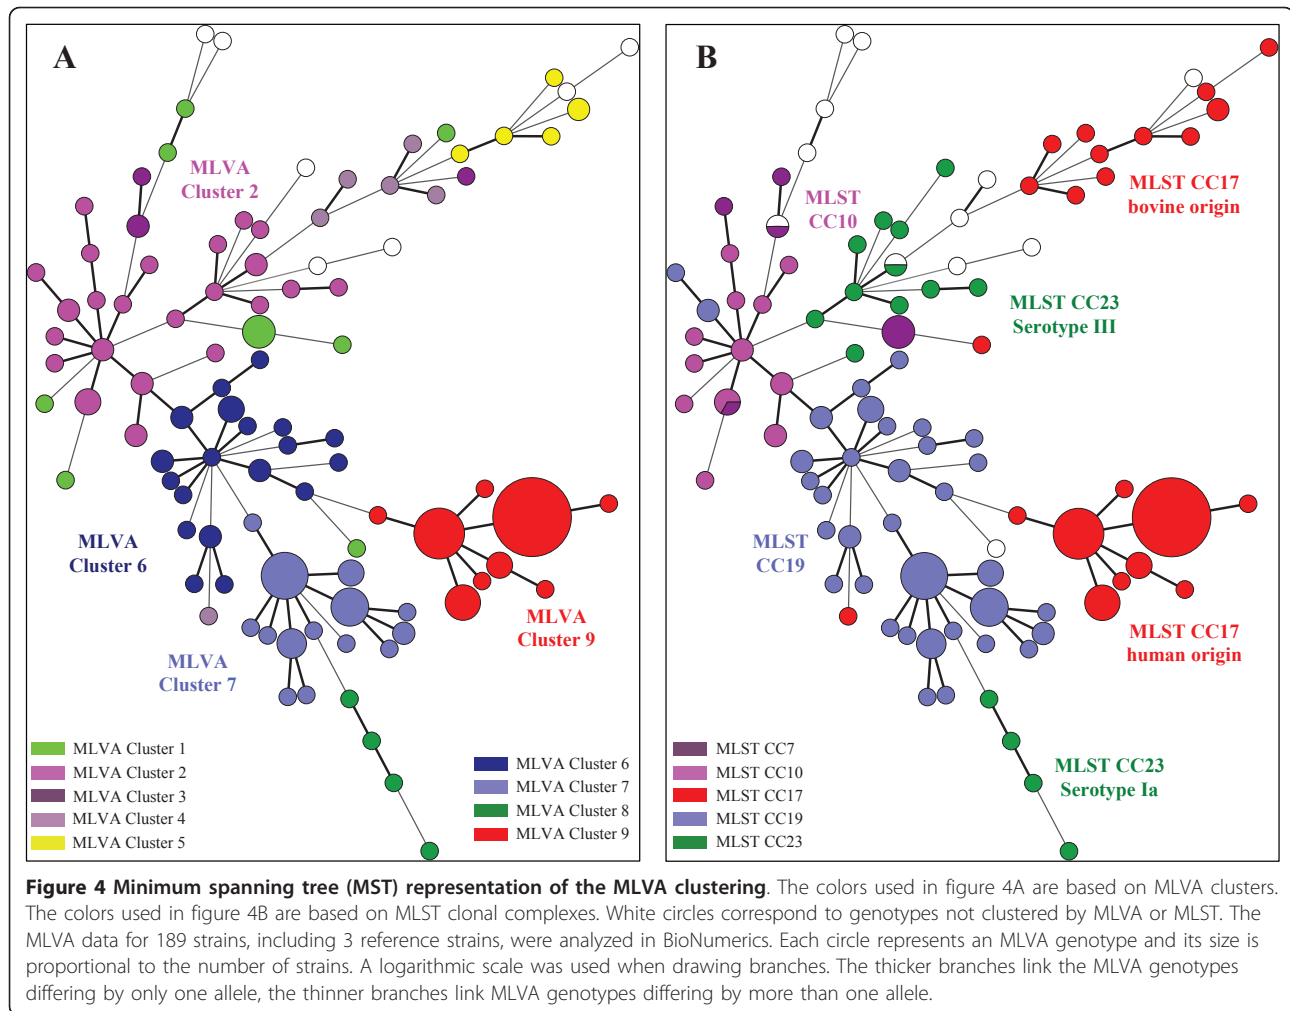 A
MLVA
Cluster 2
MLVA
Cluster 6
MLVA
Cluster 7
MLVA
Cluster 9
MLVA Cluster 1
MLVA Cluster 2
MLVA Cluster 3
MLVA Cluster 4
MLVA Cluster 5
MLVA Cluster 6
MLVA Cluster 7
MLVA Cluster 8
MLVA Cluster 9
B
MLST
CC10
MLST CC17
bovine origin
MLST CC23
Serotype III
MLST
CC19
MLST CC17
human origin
MLST CC23
Serotype Ia
MLST CC7
MLST CC10
MLST CC17
MLST CC19
MLST CC23
Figure 4 Minimum spanning tree (MST) representation of the MLVA clustering. The colors used in figure 4A are based on MLVA clusters.
The colors used in figure 4B are based on MLST clonal complexes. White circles correspond to genotypes not clustered by MLVA or MLST. The
MLVA data for 189 strains, including 3 reference strains, were analyzed in BioNumerics. Each circle represents an MLVA genotype and its size is
proportional to the number of strains. A logarithmic scale was used when drawing branches. The thicker branches link the MLVA genotypes
differing by only one allele, the thinner branches link MLVA genotypes differing by more than one allele.